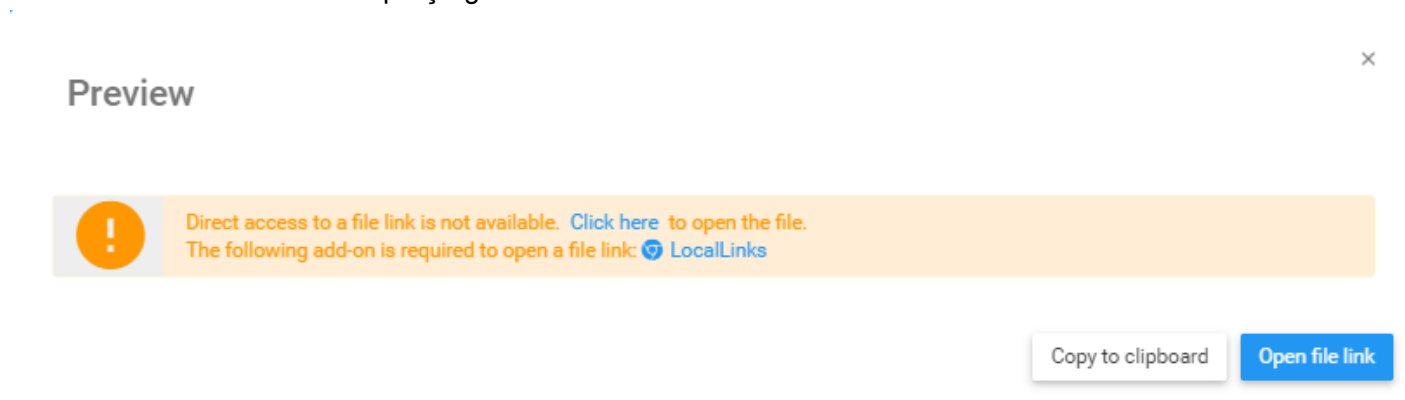 Preview
×
Direct access to a file link is not available. Click here to open the file.
The following add-on is required to open a file link: LocalLinks
Copy to clipboard
Open file link